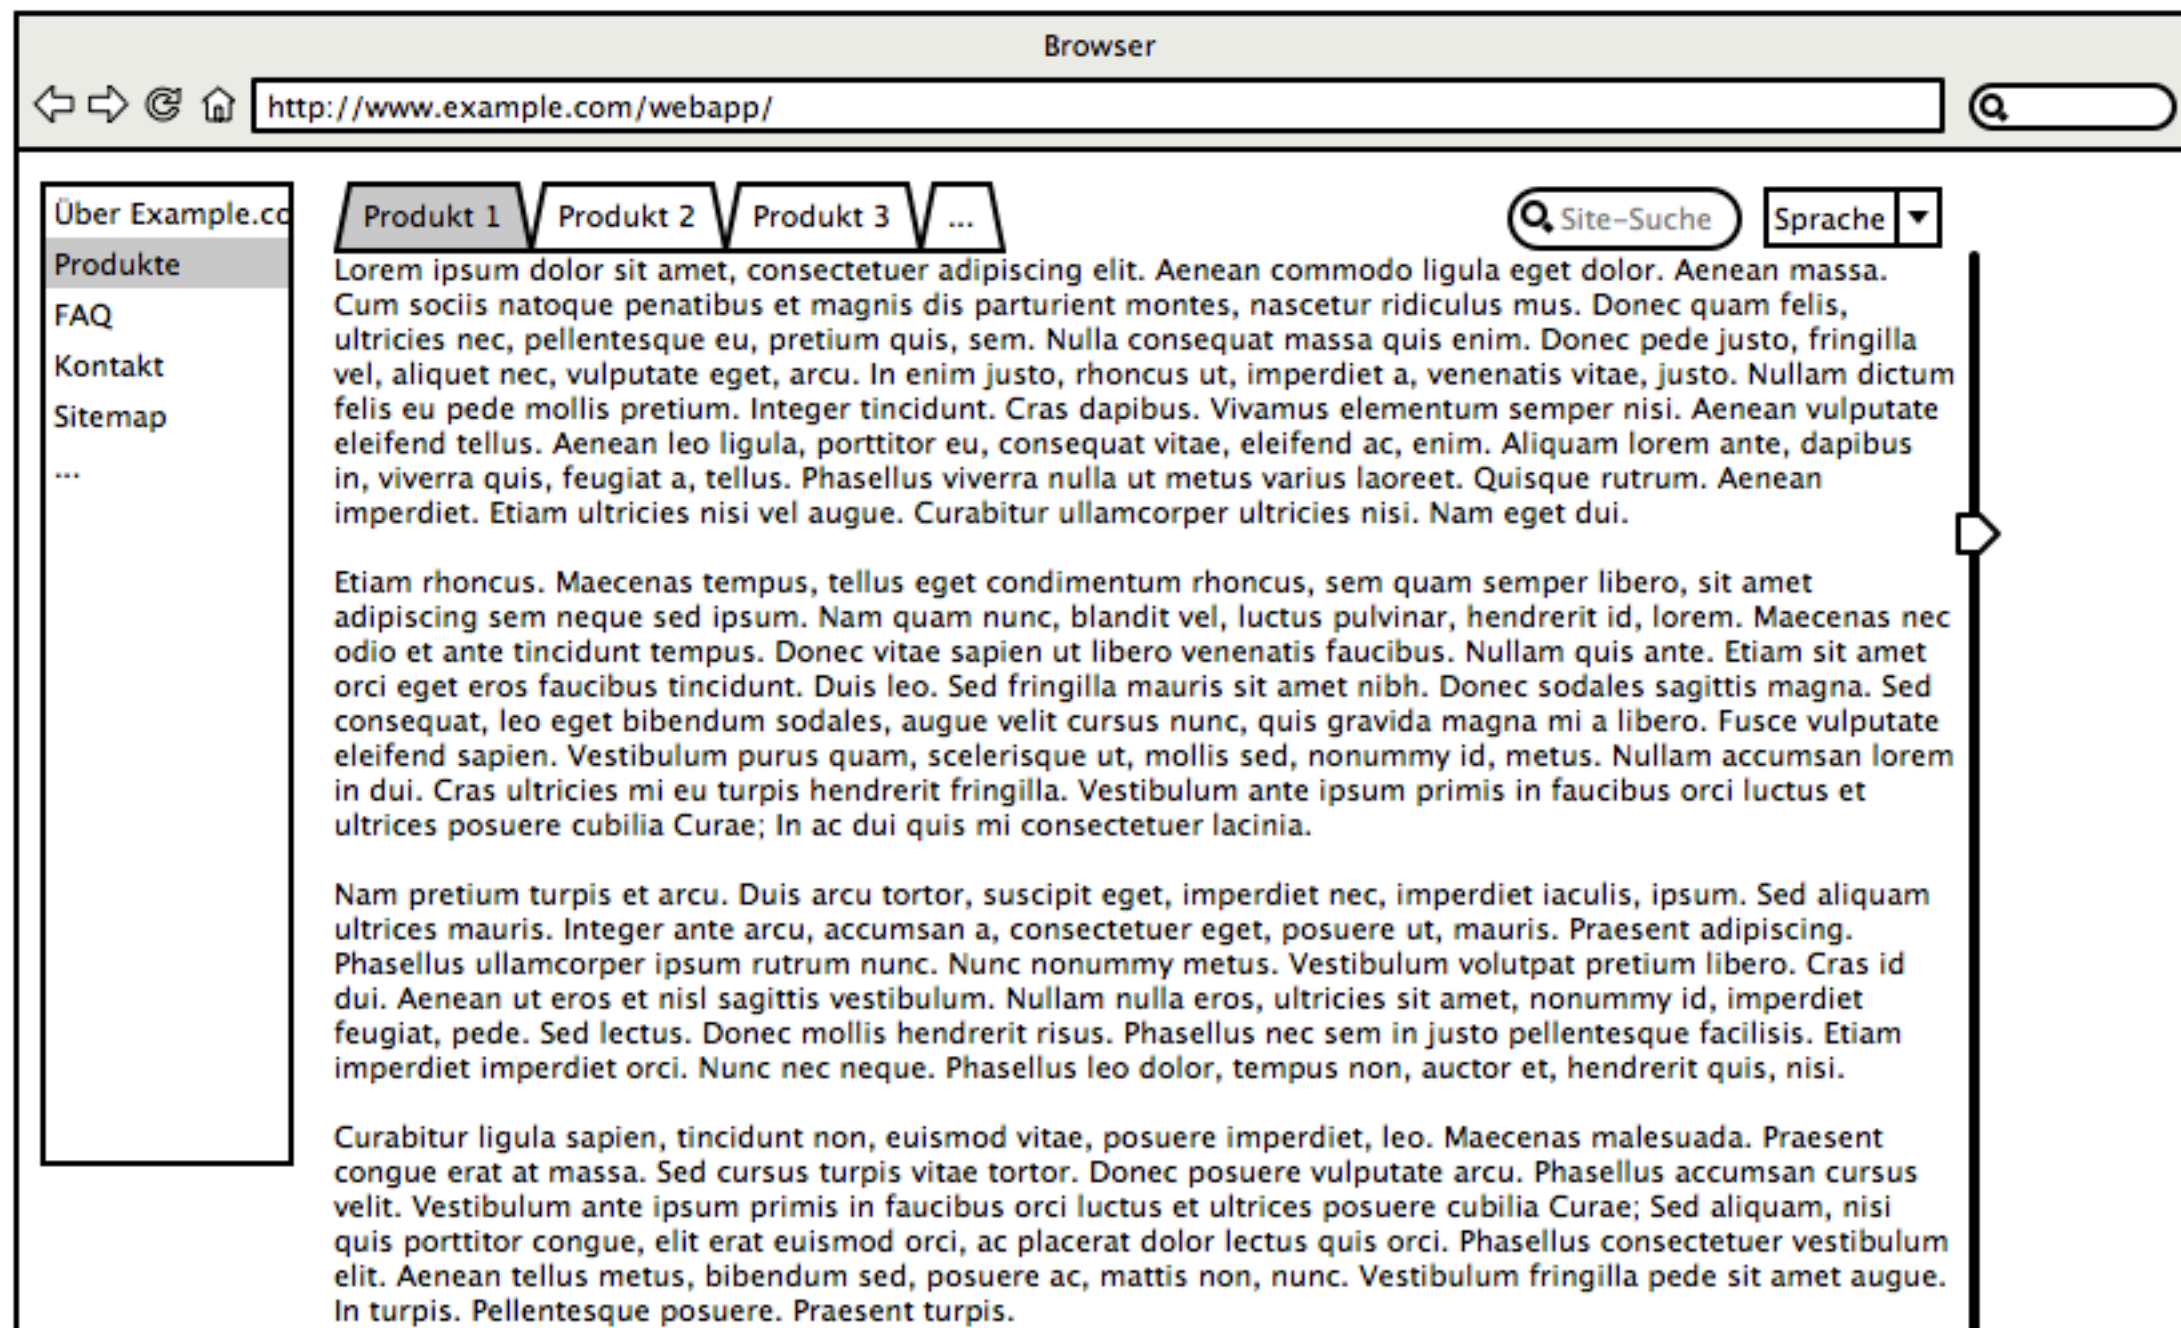 Browser
http://www.example.com/webapp/
Über Example.co
Produkte
FAQ
Kontakt
Sitemap
...
Produkt 1
Produkt 2
Produkt 3
...
Site-Suche
Sprache
Lorem ipsum dolor sit amet, consectetuer adipiscing elit. Aenean commodo ligula eget dolor. Aenean massa.
Cum sociis natoque penatibus et magnis dis parturient montes, nascetur ridiculus mus. Donec quam felis,
ultricies nec, pellentesque eu, pretium quis, sem. Nulla consequat massa quis enim. Donec pede justo, fringilla
vel, aliquet nec, vulputate eget, arcu. In enim justo, rhoncus ut, imperdiet a, venenatis vitae, justo. Nullam dictum
felis eu pede mollis pretium. Integer tincidunt. Cras dapibus. Vivamus elementum semper nisi. Aenean vulputate
eleifend tellus. Aenean leo ligula, porttitor eu, consequat vitae, eleifend ac, enim. Aliquam lorem ante, dapibus
in, viverra quis, feugiat a, tellus. Phasellus viverra nulla ut metus varius laoreet. Quisque rutrum. Aenean
imperdiet. Etiam ultricies nisi vel augue. Curabitur ullamcorper ultricies nisi. Nam eget dui.
Etiam rhoncus. Maecenas tempus, tellus eget condimentum rhoncus, sem quam semper libero, sit amet
adipiscing sem neque sed ipsum. Nam quam nunc, blandit vel, luctus pulvinar, hendrerit id, lorem. Maecenas nec
odio et ante tincidunt tempus. Donec vitae sapien ut libero venenatis faucibus. Nullam quis ante. Etiam sit amet
orci eget eros faucibus tincidunt. Duis leo. Sed fringilla mauris sit amet nibh. Donec sodales sagittis magna. Sed
consequat, leo eget bibendum sodales, augue velit cursus nunc, quis gravida magna mi a libero. Fusce vulputate
eleifend sapien. Vestibulum purus quam, scelerisque ut, mollis sed, nonummy id, metus. Nullam accumsan lorem
in dui. Cras ultricies mi eu turpis hendrerit fringilla. Vestibulum ante ipsum primis in faucibus orci luctus et
ultrices posuere cubilia Curae; In ac dui quis mi consectetuer lacinia.
Nam pretium turpis et arcu. Duis arcu tortor, suscipit eget, imperdiet nec, imperdiet iaculis, ipsum. Sed aliquam
ultrices mauris. Integer ante arcu, accumsan a, consectetuer eget, posuere ut, mauris. Praesent adipiscing.
Phasellus ullamcorper ipsum rutrum nunc. Nunc nonummy metus. Vestibulum volutpat pretium libero. Cras id
dui. Aenean ut eros et nisl sagittis vestibulum. Nullam nulla eros, ultricies sit amet, nonummy id, imperdiet
feugiat, pede. Sed lectus. Donec mollis hendrerit risus. Phasellus nec sem in justo pellentesque facilisis. Etiam
imperdiet imperdiet orci. Nunc nec neque. Phasellus leo dolor, tempus non, auctor et, hendrerit quis, nisi.
Curabitur ligula sapien, tincidunt non, euismod vitae, posuere imperdiet, leo. Maecenas malesuada. Praesent
congue erat at massa. Sed cursus turpis vitae tortor. Donec posuere vulputate arcu. Phasellus accumsan cursus
velit. Vestibulum ante ipsum primis in faucibus orci luctus et ultrices posuere cubilia Curae; Sed aliquam, nisi
quis porttitor congue, elit erat euismod orci, ac placerat dolor lectus quis orci. Phasellus consectetuer vestibulum
elit. Aenean tellus metus, bibendum sed, posuere ac, mattis non, nunc. Vestibulum fringilla pede sit amet augue.
In turpis. Pellentesque posuere. Praesent turpis.